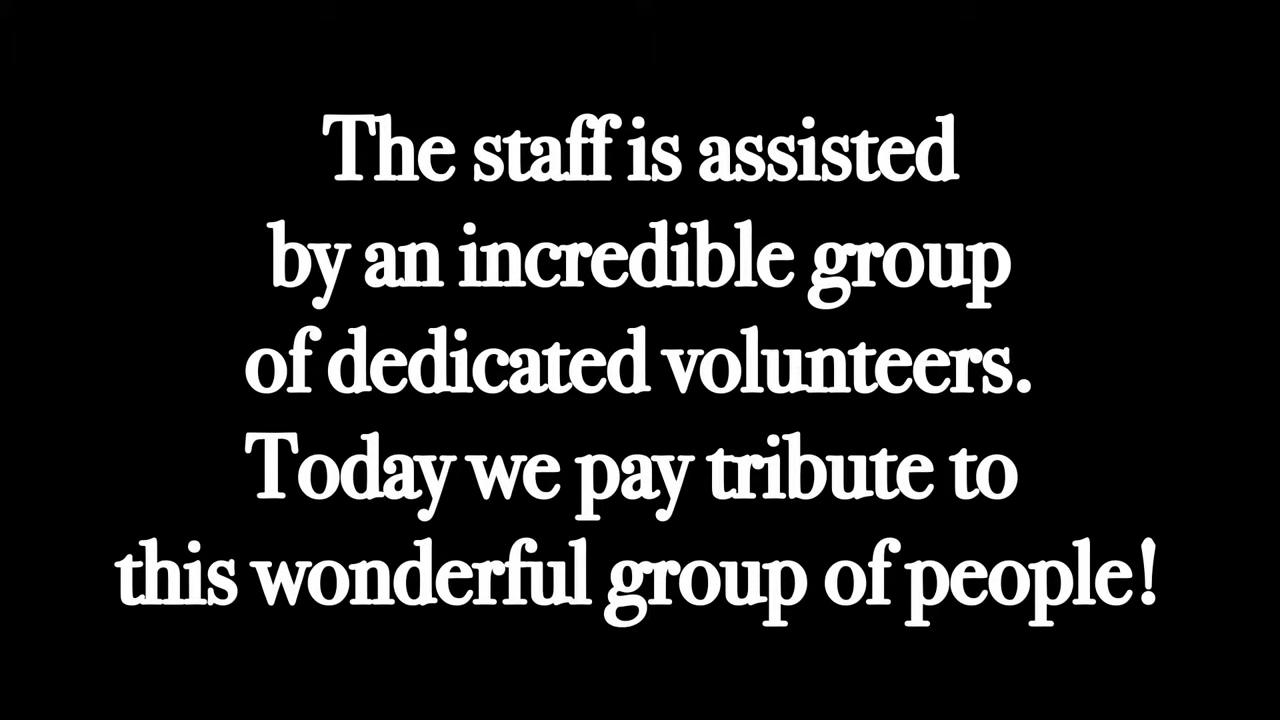 The staff is assisted
by an incredible group
of dedicated volunteers.
Today we pay tribute to
this wonderful group of people!